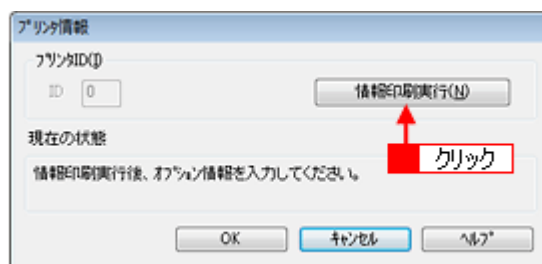 プリンタ情報
プリンタID(I)
ID 0
情報印刷実行(N)
現在の状態
クリック
情報印刷実行後、オプション情報を入力してください。
OK キャンセル ヘルプ